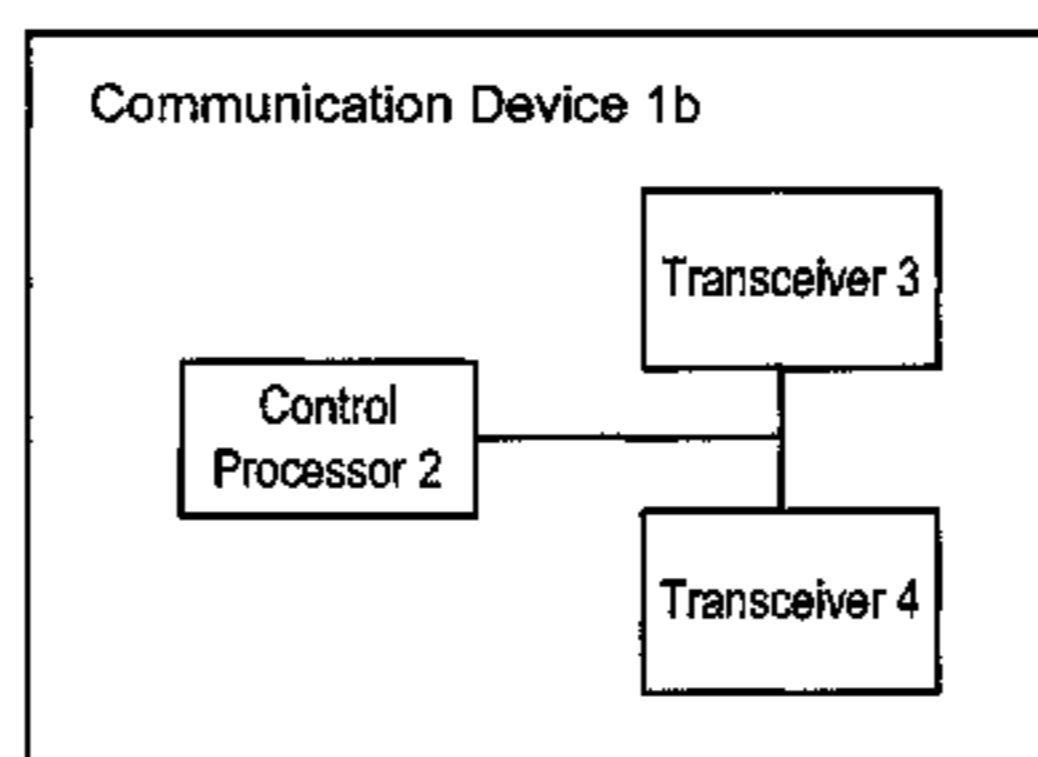 Communication Device 1b
Transceiver 3
Control
Processor 2
Transceiver 4